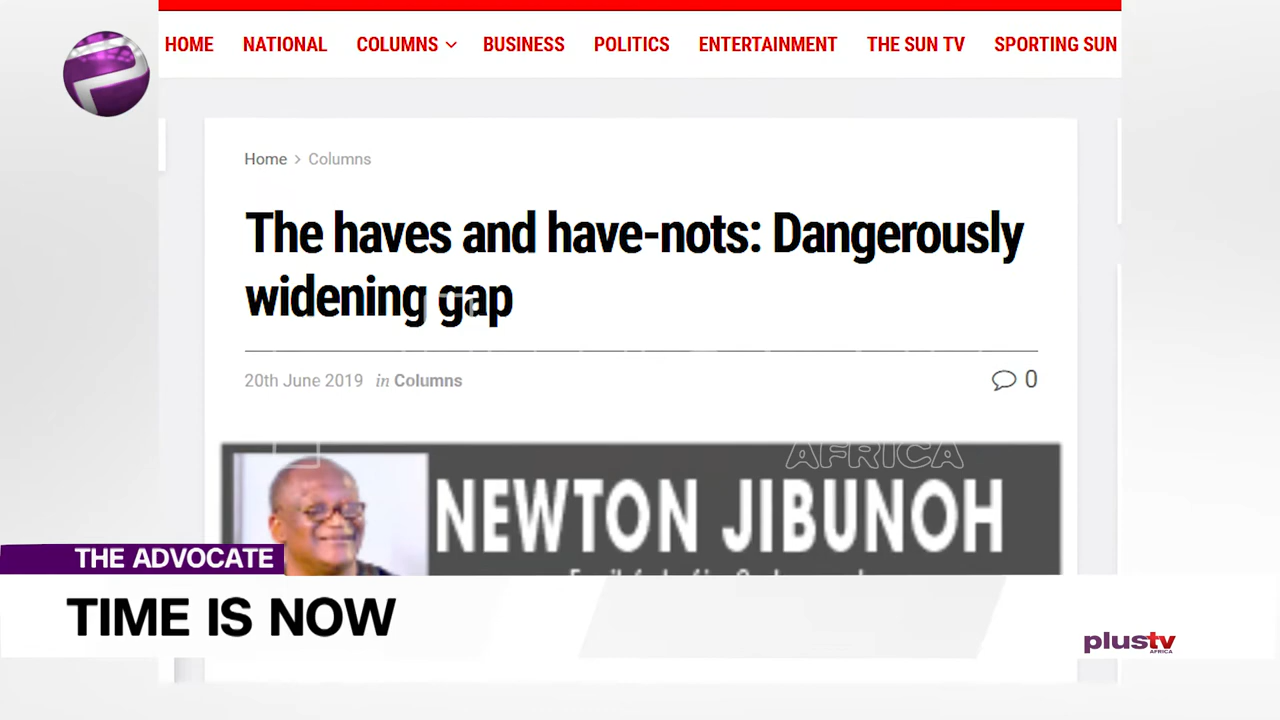 HOME NATIONAL COLUMNS BUSINESS POLITICS ENTERTAINMENT THE SUN TV SPORTING SUN
Home > Columns
The haves and have-nots: Dangerously
widening gap
20th June 2019 in Columns 0
AFRICA
NEWTON JIBUNOH
THE ADVOCATE
TIME IS NOW
plustv
AFRICA